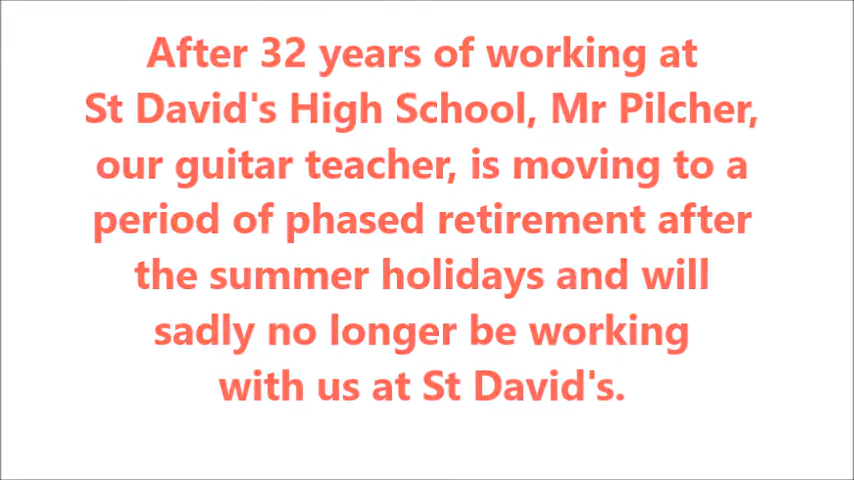 After 32 years of working at
St David's High School, Mr Pilcher,
our guitar teacher, is moving to a
period of phased retirement after
the summer holidays and will
sadly no longer be working
with us at St David's.